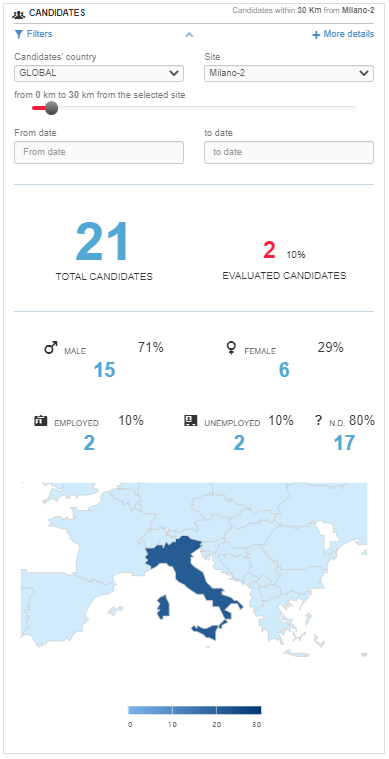 CANDIDATES
Candidates within 30 Km from Milano-2
Filters
More details
Candidates' country
Site
GLOBAL
Milano-2
from 0 km to 30 km from the selected site
From date
to date
From date
to date
21
TOTAL CANDIDATES
2 10%
EVALUATED CANDIDATES
MALE 71%
15
FEMALE 29%
6
EMPLOYED 10%
2
UNEMPLOYED 10%
2
? N.D. 80%
17
0 10 20 30